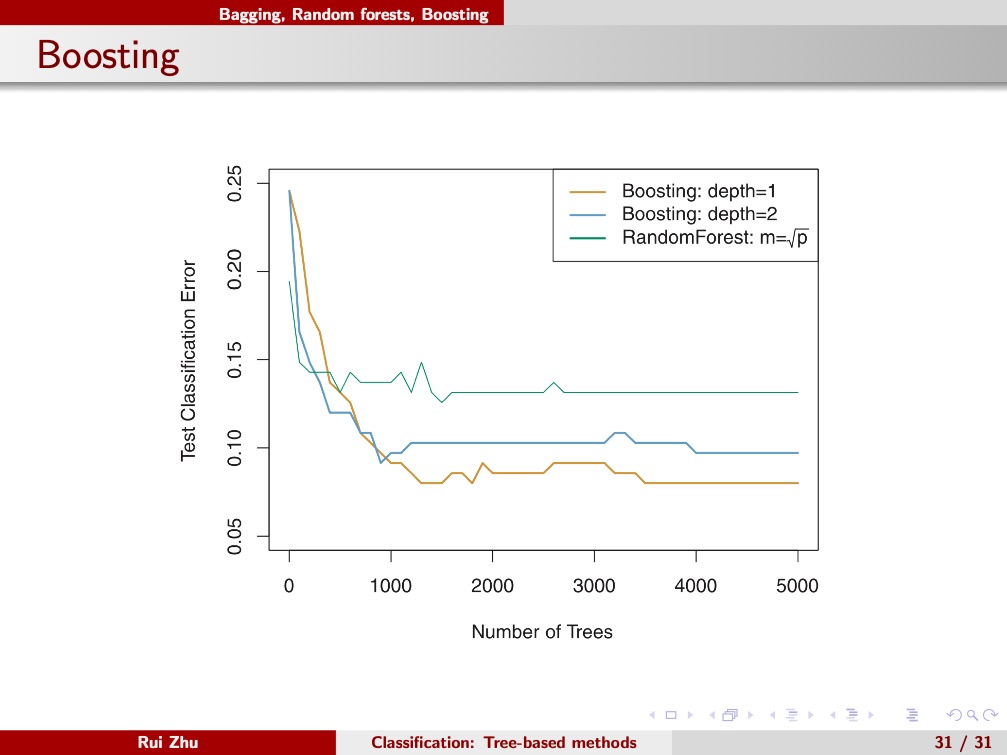 Bagging, Random forests, Boosting
Boosting
Boosting: depth=1
Boosting: depth=2
RandomForest: m=√p
Test Classification Error
0.25
0.20
0.15
0.10
0.05
0 1000 2000 3000 4000 5000
Number of Trees
Rui Zhu Classification: Tree-based methods 31 / 31